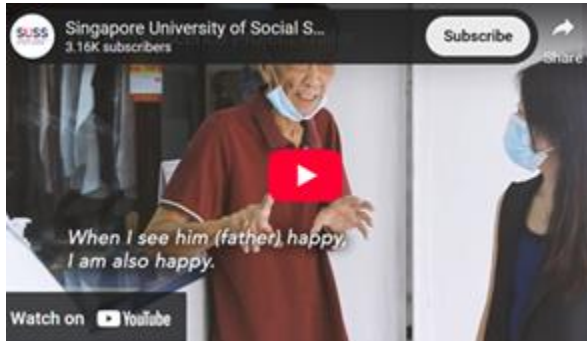 SUSS
Singapore University of Social S...
3.16K subscribers
Subscribe
Share
When I see him (father) happy,
I am also happy.
Watch on YouTube